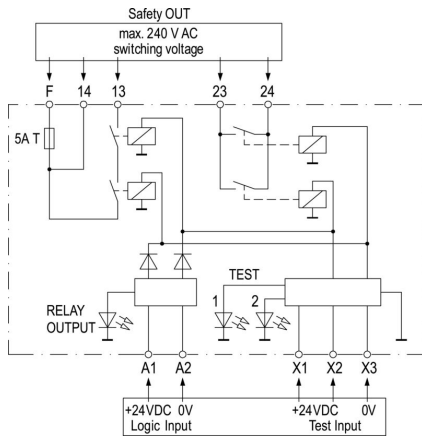 Safety OUT
max. 240 V AC
switching voltage
F 14 13 23 24
5A T
TEST
1 2
RELAY
OUTPUT
A1 A2 X1 X2 X3
+24VDC 0V +24VDC 0V
Logic Input Test Input